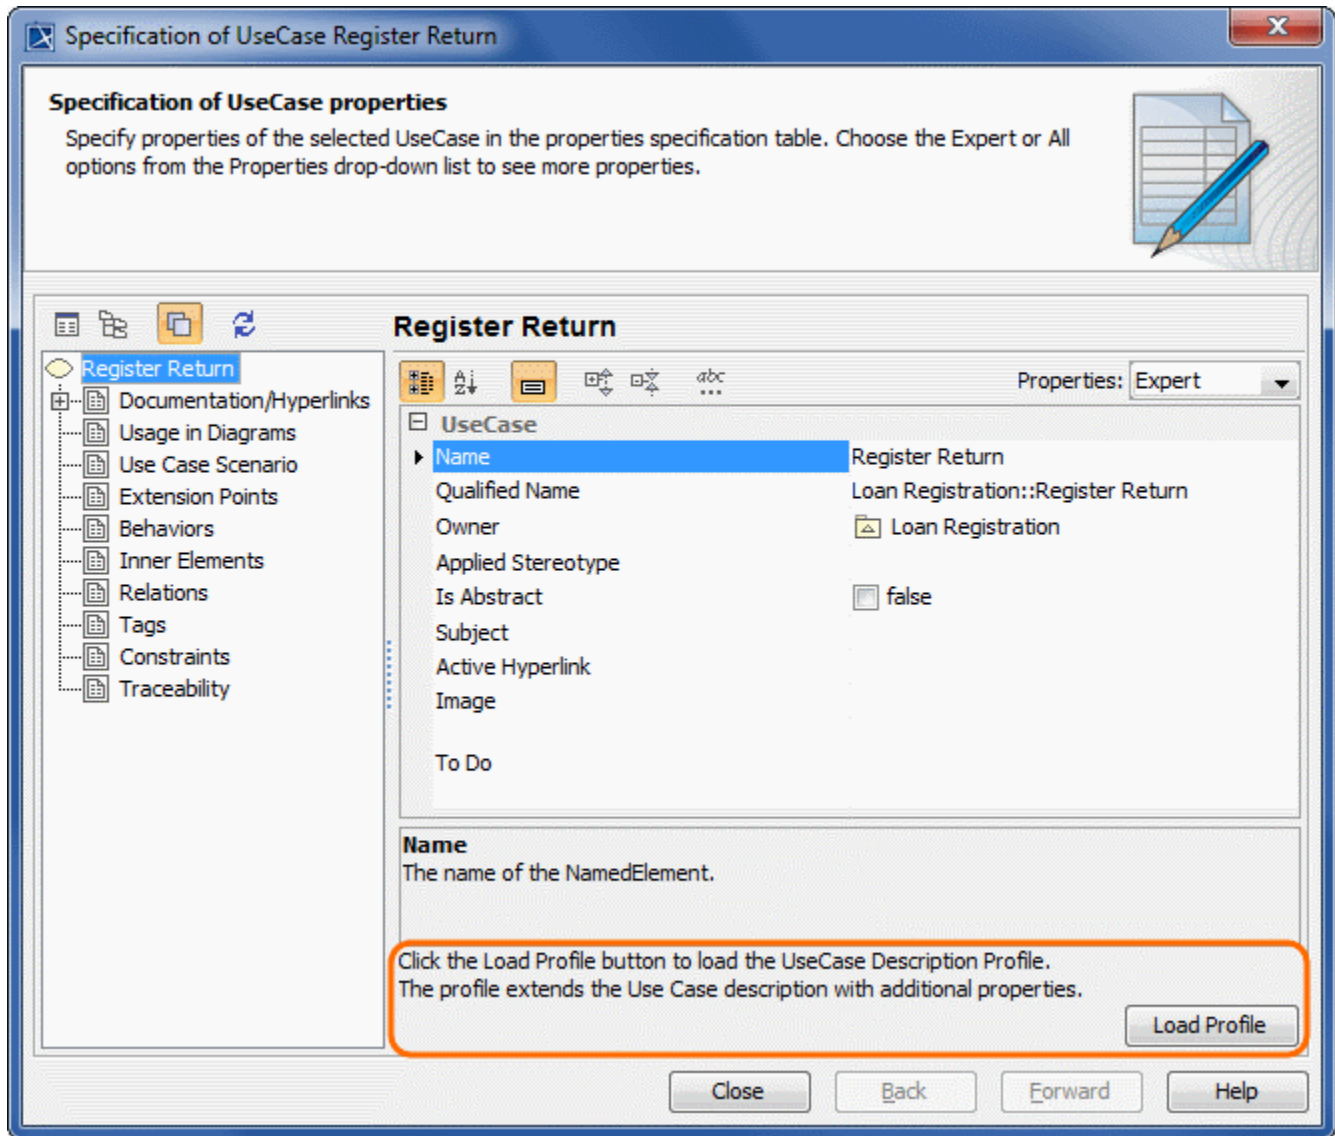 Specification of UseCase Register Return
Specification of UseCase properties
Specify properties of the selected UseCase in the properties specification table. Choose the Expert or All
options from the Properties drop-down list to see more properties.
Register Return
Documentation/Hyperlinks
Usage in Diagrams
Use Case Scenario
Extension Points
Behaviors
Inner Elements
Relations
Tags
Constraints
Traceability
Register Return
A Z
abc
...
Properties: Expert
UseCase
Name Register Return
Qualified Name Loan Registration::Register Return
Owner Loan Registration
Applied Stereotype
Is Abstract false
Subject
Active Hyperlink
Image
To Do
Name
The name of the NamedElement.
Click the Load Profile button to load the UseCase Description Profile.
The profile extends the Use Case description with additional properties.
Load Profile
Close Back Forward Help